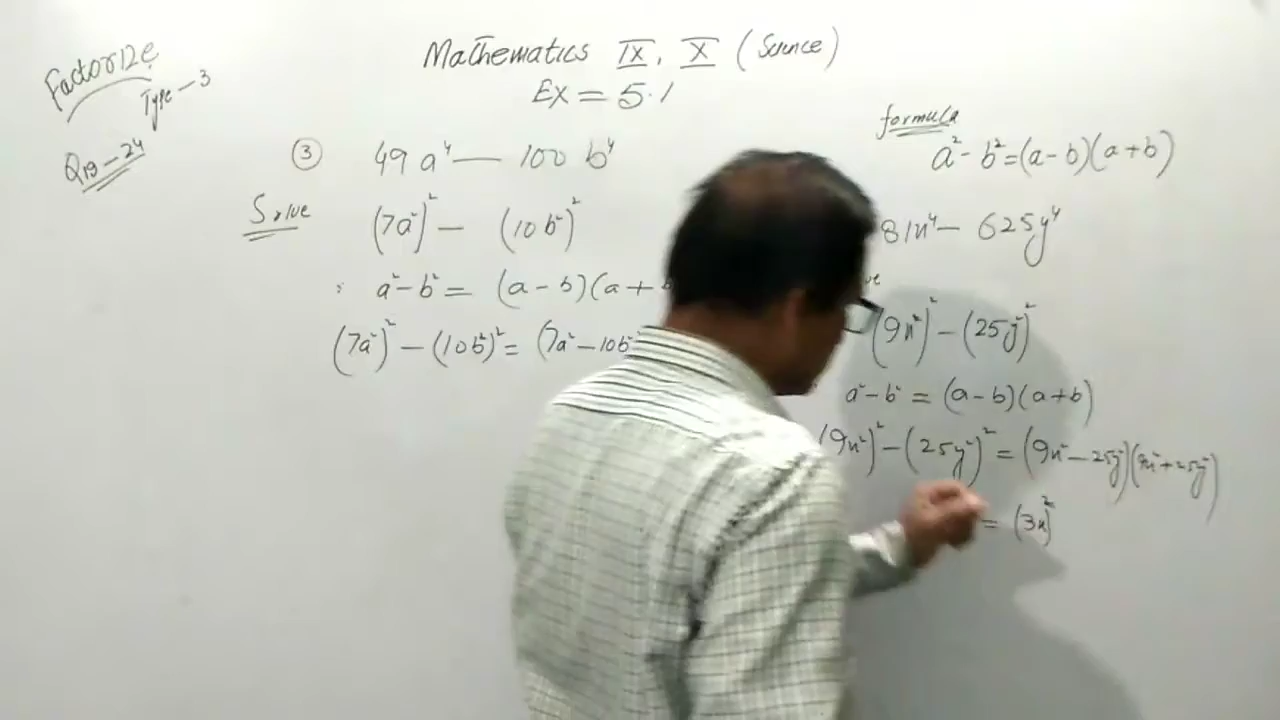 Factorize
Type-3
Q19-24
Mathematics IX, X (Science)
Ex = 5.1
③ 49a⁴ — 100 b⁴
Solve
(7a²)² — (10b²)²
∵ a²-b² = (a-b)(a+
(7a²)² - (10b²)² = (7a²-10b²
formula
a²-b²=(a-b)(a+b)
81x⁴ - 625y⁴
(9x²)² - (25y²)²
a²-b² = (a-b)(a+b)
(9x²)² - (25y²)² = (9x²-25y²)(9x²+25y²)
= (3x)²